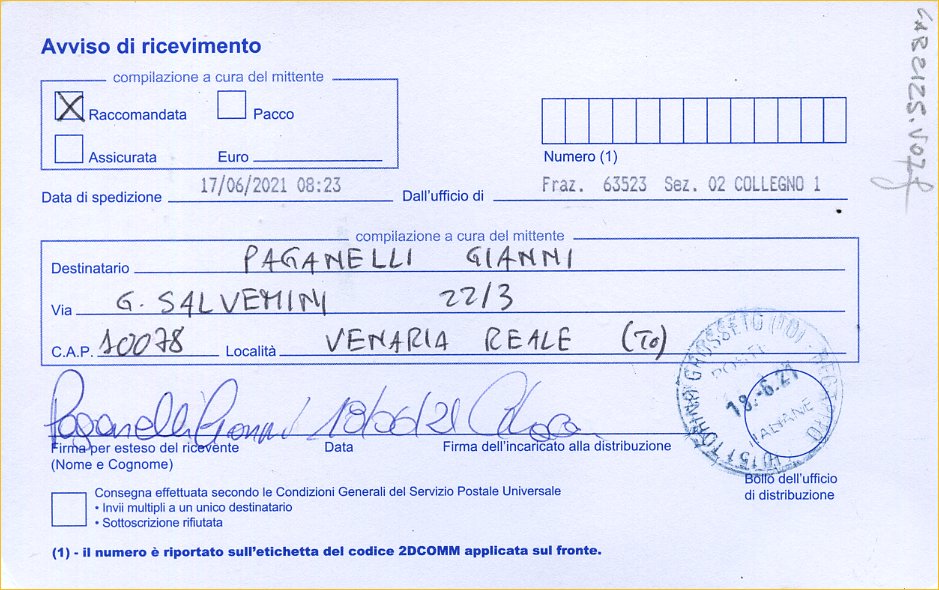 Avviso di ricevimento
compilazione a cura del mittente
X Raccomandata Pacco
Assicurata Euro
Numero (1)
Data di spedizione 17/06/2021 08:23 Dall'ufficio di Fraz. 63523 Sez. 02 COLLEGNO 1
compilazione a cura del mittente
Destinatario PAGANELLI GIANNI
Via G. SALVEMINI 22/3
C.A.P. 10078 Località VENARIA REALE (TO)
Paganelli Gianni 18/06/21
Firma per esteso del ricevente Data Firma dell'incaricato alla distribuzione
(Nome e Cognome)
POSTE
18.-6.21
ITALIANE
Bollo dell'ufficio
di distribuzione
Consegna effettuata secondo le Condizioni Generali del Servizio Postale Universale
• Invii multipli a un unico destinatario
• Sottoscrizione rifiutata
(1) - il numero è riportato sull'etichetta del codice 2DCOMM applicata sul fronte.